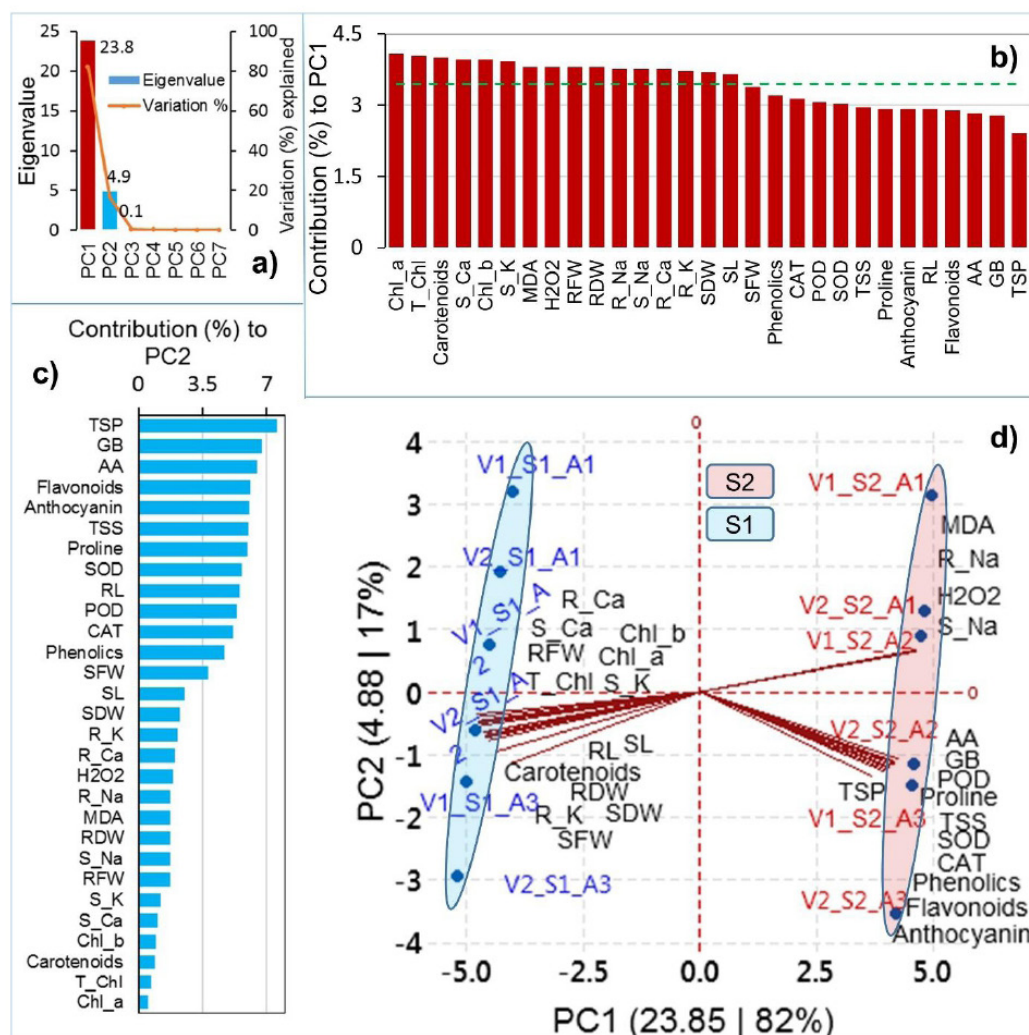 25
20
15
10
5
0
Eigenvalue
23.8
4.9
0.1
Eigenvalue
Variation %
100
80
60
40
20
0
Variation (%) explained
PC1
PC2
PC3
PC4
PC5
PC6
PC7
a)
4.5
3
1.5
0
Contribution (%) to PC1
b)
Chl_a
T_Chl
Carotenoids
S_Ca
Chl_b
S_K
MDA
H2O2
RFW
RDW
R_Na
S_Na
R_Ca
R_K
SDW
SL
SFW
Phenolics
CAT
POD
SOD
TSS
Proline
Anthocyanin
RL
Flavonoids
AA
GB
TSP
Contribution (%) to
PC2
c)
0 3.5 7
TSP
GB
AA
Flavonoids
Anthocyanin
TSS
Proline
SOD
RL
POD
CAT
Phenolics
SFW
SL
SDW
R_K
R_Ca
H2O2
R_Na
MDA
RDW
S_Na
RFW
S_K
S_Ca
Chl_b
Carotenoids
T_Chl
Chl_a
0
d)
4
3
2
1
0
-1
-2
-3
-4
PC2 (4.88 | 17%)
S2
S1
V1_S1_A1
V2_S1_A1
V1_S1_A
2
V2_S1_A
2
V1_S1_A3
V2_S1_A3
R_Ca
S_Ca
Chl_b
RFW
Chl_a
T_Chl
S_K
RL
SL
Carotenoids
RDW
R_K
SDW
SFW
V1_S2_A1
MDA
R_Na
V2_S2_A1
H2O2
V1_S2_A2
S_Na
0
V2_S2_A2
AA
GB
POD
TSP
Proline
V1_S2_A3
TSS
SOD
CAT
Phenolics
V2_S2_A3
Flavonoids
Anthocyanin
-5.0 -2.5 0.0 2.5 5.0
PC1 (23.85 | 82%)